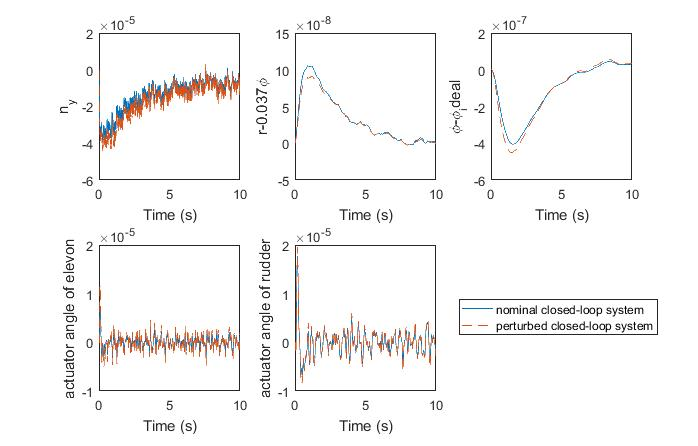 ×10⁻⁵
2
0
-2
-4
-6
n_y
0 5 10
Time (s)
×10⁻⁸
15
10
5
0
-5
r-0.037ϕ
0 5 10
Time (s)
×10⁻⁷
2
0
-2
-4
-6
ϕ-ϕ_ideal
0 5 10
Time (s)
×10⁻⁵
2
1
0
-1
actuator angle of elevon
0 5 10
Time (s)
×10⁻⁵
2
1
0
-1
actuator angle of rudder
0 5 10
Time (s)
nominal closed-loop system
perturbed closed-loop system